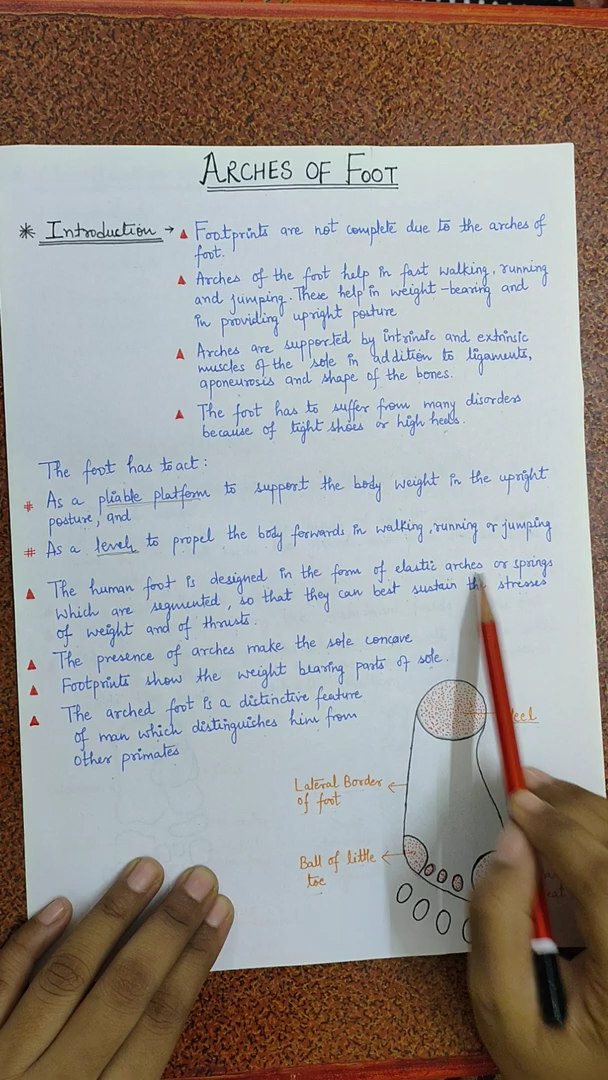 ARCHES OF FOOT
* Introduction → ▲ Footprints are not complete due to the arches of
foot.
▲ Arches of the foot help in fast walking, running
and jumping. These help in weight-bearing and
in providing upright posture
▲ Arches are supported by intrinsic and extrinsic
muscles of the sole in addition to ligaments,
aponeurosis and shape of the bones.
▲ The foot has to suffer from many disorders
because of tight shoes or high heels.
The foot has to act :
# As a pliable platform to support the body weight in the upright
posture, and
# As a level to propel the body forwards in walking, running or jumping
▲ The human foot is designed in the form of elastic arches or springs
which are segmented, so that they can best sustain the stresses
of weight and of thrusts.
▲ The presence of arches make the sole concave
▲ Footprints show the weight bearing parts of sole.
▲ The arched foot is a distinctive feature
of man which distinguishes him from
other primates
Lateral Border
of foot
Ball of little
toe